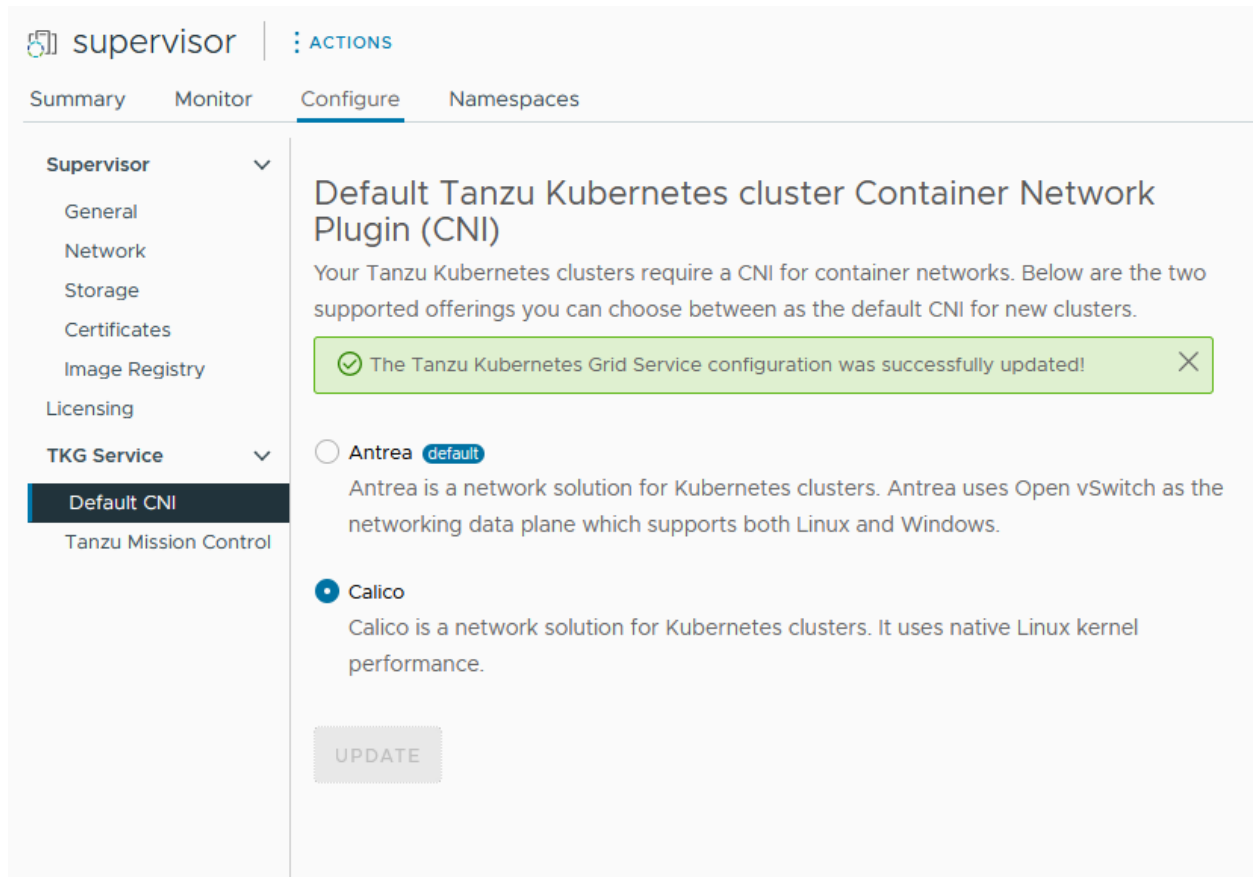 supervisor
ACTIONS
Summary
Monitor
Configure
Namespaces
Supervisor
General
Network
Storage
Certificates
Image Registry
Licensing
TKG Service
Default CNI
Tanzu Mission Control
Default Tanzu Kubernetes cluster Container Network
Plugin (CNI)
Your Tanzu Kubernetes clusters require a CNI for container networks. Below are the two
supported offerings you can choose between as the default CNI for new clusters.
The Tanzu Kubernetes Grid Service configuration was successfully updated!
Antrea default
Antrea is a network solution for Kubernetes clusters. Antrea uses Open vSwitch as the
networking data plane which supports both Linux and Windows.
Calico
Calico is a network solution for Kubernetes clusters. It uses native Linux kernel
performance.
UPDATE